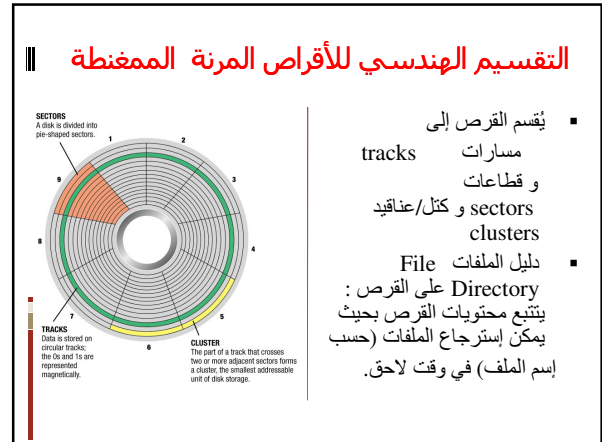 التقسيم الهندسي للأقراص المرنة الممغنطة
▪ يُقسم القرص إلى
مسارات tracks
و قطاعات
sectors و كتل/عناقيد
clusters
▪ دليل الملفات File
Directory على القرص :
يتتبع محتويات القرص بحيث
يمكن إسترجاع الملفات (حسب
إسم الملف) في وقت لاحق.
SECTORS
A disk is divided into
pie-shaped sectors.
1
2
3
4
5
6
7
8
9
TRACKS
Data is stored on
circular tracks;
the 0s and 1s are
represented
magnetically.
CLUSTER
The part of a track that crosses
two or more adjacent sectors forms
a cluster, the smallest addressable
unit of disk storage.